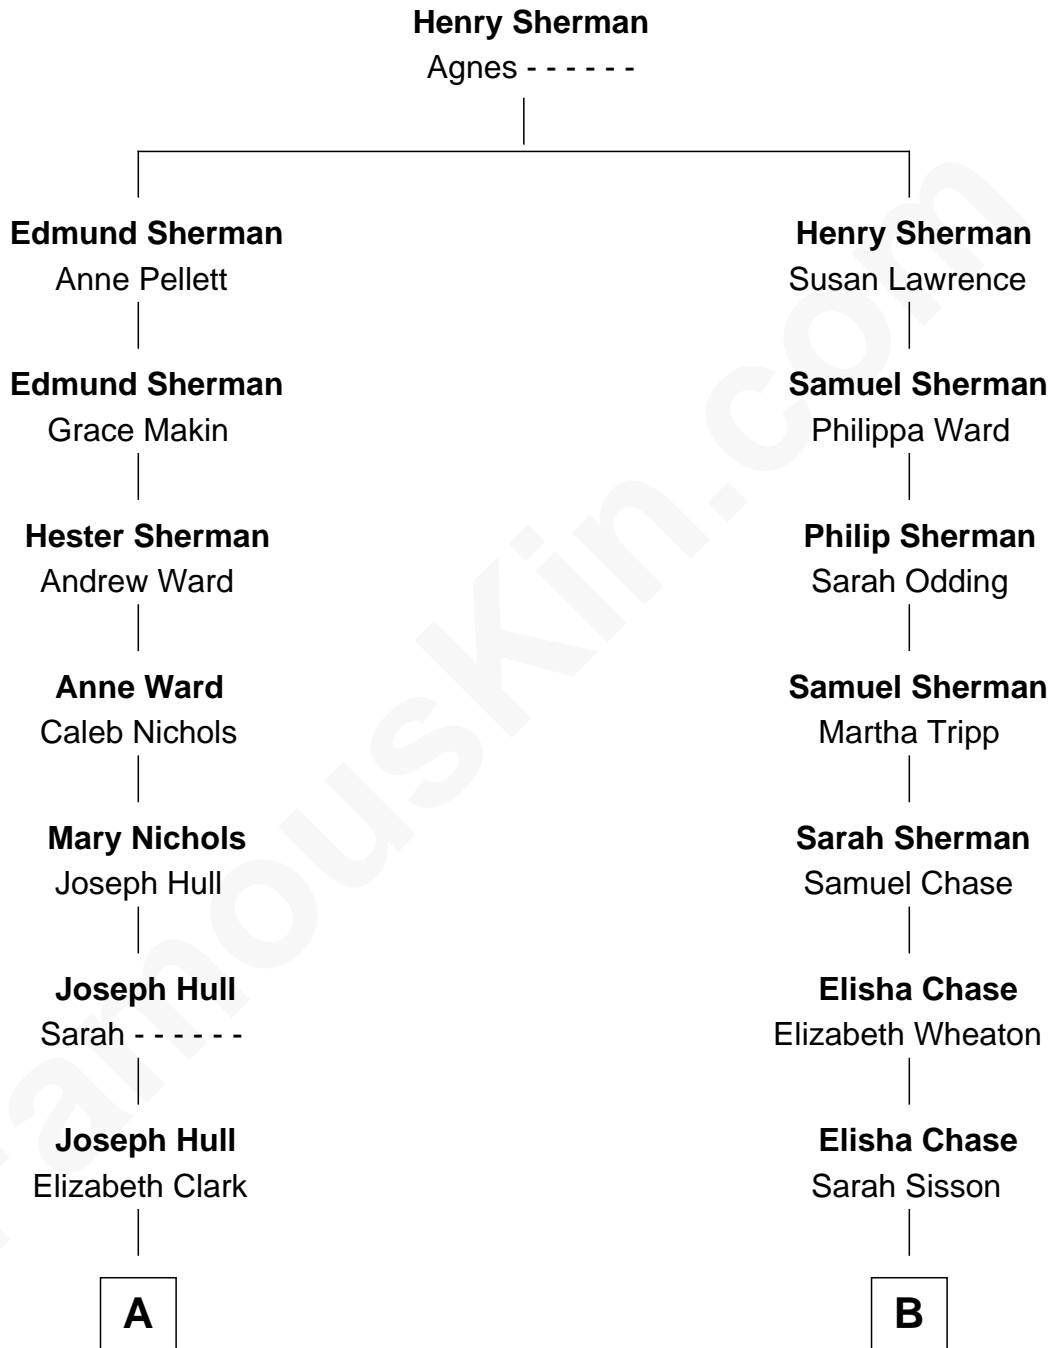 Henry Sherman
Agnes - - - - - -
Edmund Sherman
Anne Pellett
Henry Sherman
Susan Lawrence
Edmund Sherman
Grace Makin
Samuel Sherman
Philippa Ward
Hester Sherman
Andrew Ward
Philip Sherman
Sarah Odding
Anne Ward
Caleb Nichols
Samuel Sherman
Martha Tripp
Mary Nichols
Joseph Hull
Sarah Sherman
Samuel Chase
Joseph Hull
Sarah - - - - - -
Elisha Chase
Elizabeth Wheaton
Joseph Hull
Elizabeth Clark
Elisha Chase
Sarah Sisson
A
B
FamousKin.com